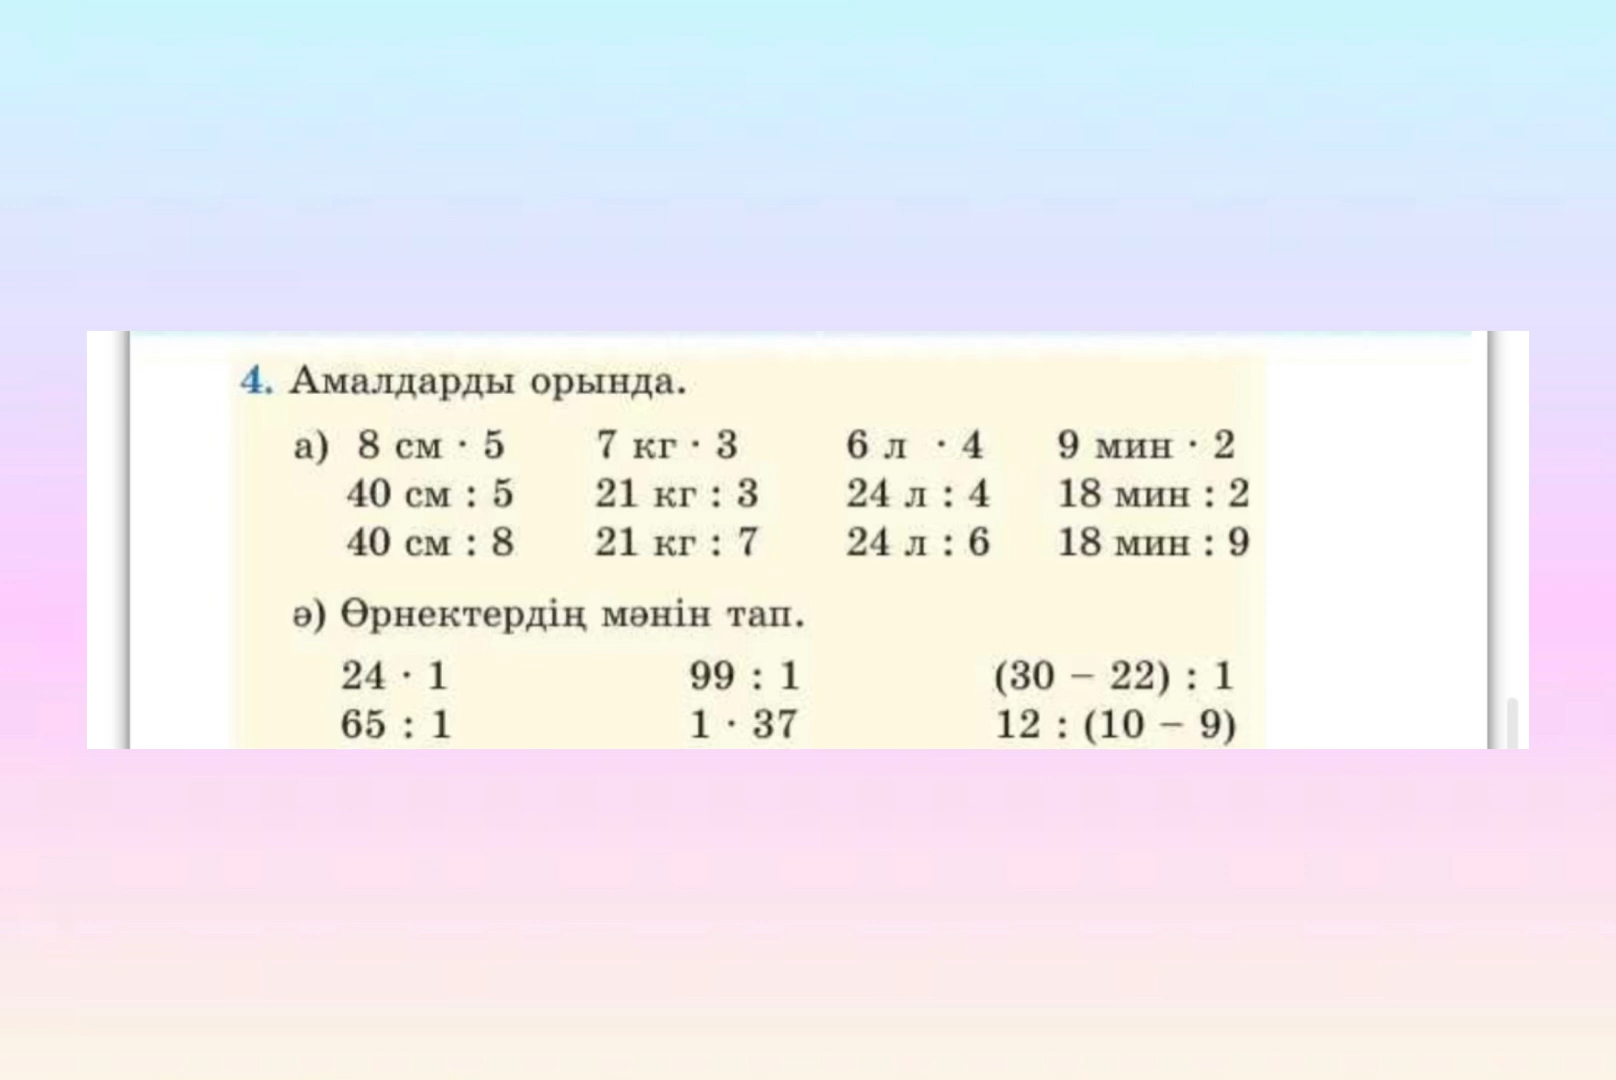 4. Амалдарды орында.
а) 8 см · 5 7 кг · 3 6 л · 4 9 мин · 2
40 см : 5 21 кг : 3 24 л : 4 18 мин : 2
40 см : 8 21 кг : 7 24 л : 6 18 мин : 9
ә) Өрнектердің мәнін тап.
24 · 1 99 : 1 (30 – 22) : 1
65 : 1 1 · 37 12 : (10 – 9)